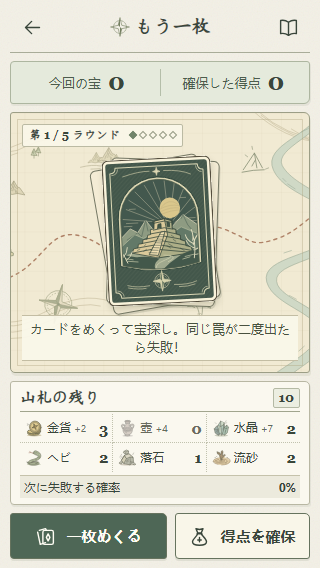 もう一枚
今回の宝 0 確保した得点 0
第 1 / 5 ラウンド
カードをめくって宝探し。同じ罠が二度出た
ら失敗!
山札の残り 10
金貨 +2 3 壺 +4 0 水晶 +7 2
ヘビ 2 落石 1 流砂 2
次に失敗する確率 0%
一枚めくる 得点を確保